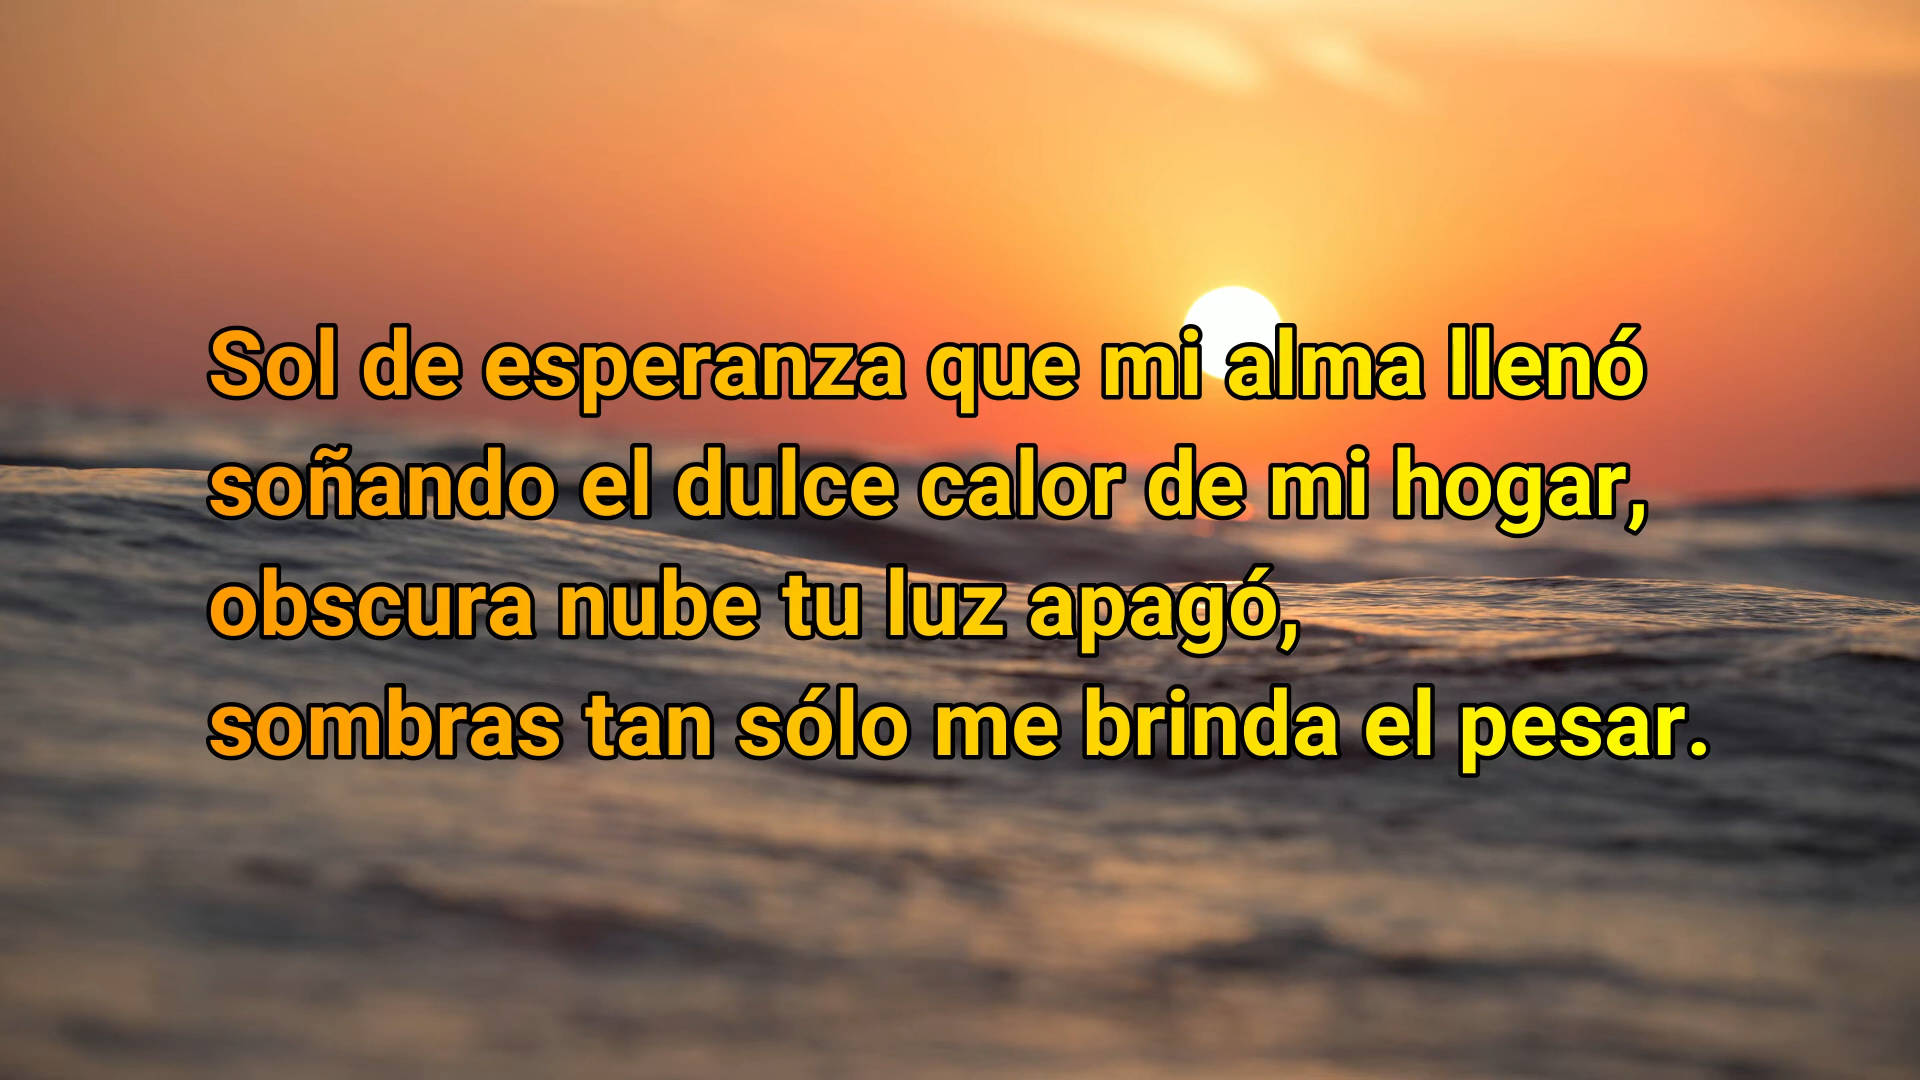 Sol de esperanza que mi alma llenó
soñando el dulce calor de mi hogar,
obscura nube tu luz apagó,
sombras tan sólo me brinda el pesar.